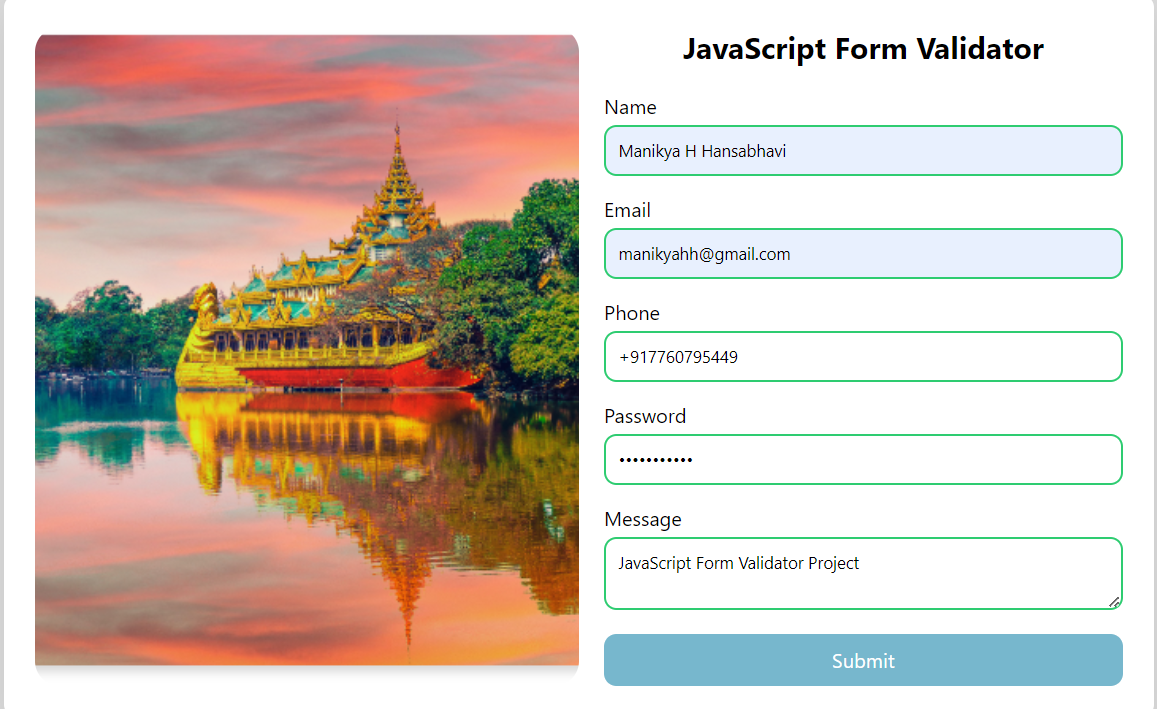 JavaScript Form Validator
Name
Manikya H Hansabhavi
Email
manikyahh@gmail.com
Phone
+917760795449
Password
•••••••••••
Message
JavaScript Form Validator Project
Submit